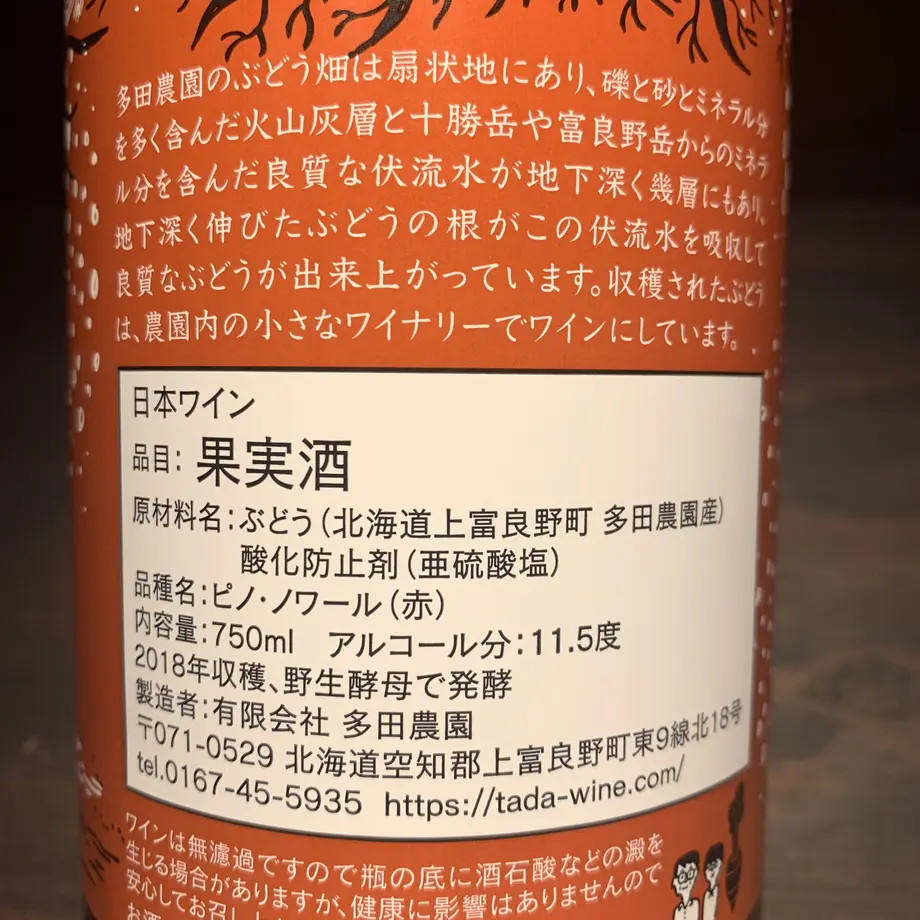 多田農園のぶどう畑は扇状地にあり、礫と砂とミネラル分
を多く含んだ火山灰層と十勝岳や富良野岳からのミネラ
ル分を含んだ良質な伏流水が地下深く幾層にもあり、
地下深く伸びたぶどうの根がこの伏流水を吸収して
良質なぶどうが出来上がっています。収穫されたぶどう
は、農園内の小さなワイナリーでワインにしています。
日本ワイン
品目：果実酒
原材料名：ぶどう（北海道上富良野町 多田農園産）
酸化防止剤（亜硫酸塩）
品種名：ピノ・ノワール（赤）
内容量：750ml アルコール分：11.5度
2018年収穫、野生酵母で発酵
製造者：有限会社 多田農園
〒071-0529 北海道空知郡上富良野町東9線北18号
tel.0167-45-5935 https://tada-wine.com/
ワインは無濾過ですので瓶の底に酒石酸などの澱を
生じる場合がありますが、健康に影響はありませんので
安心してお召し
お酒